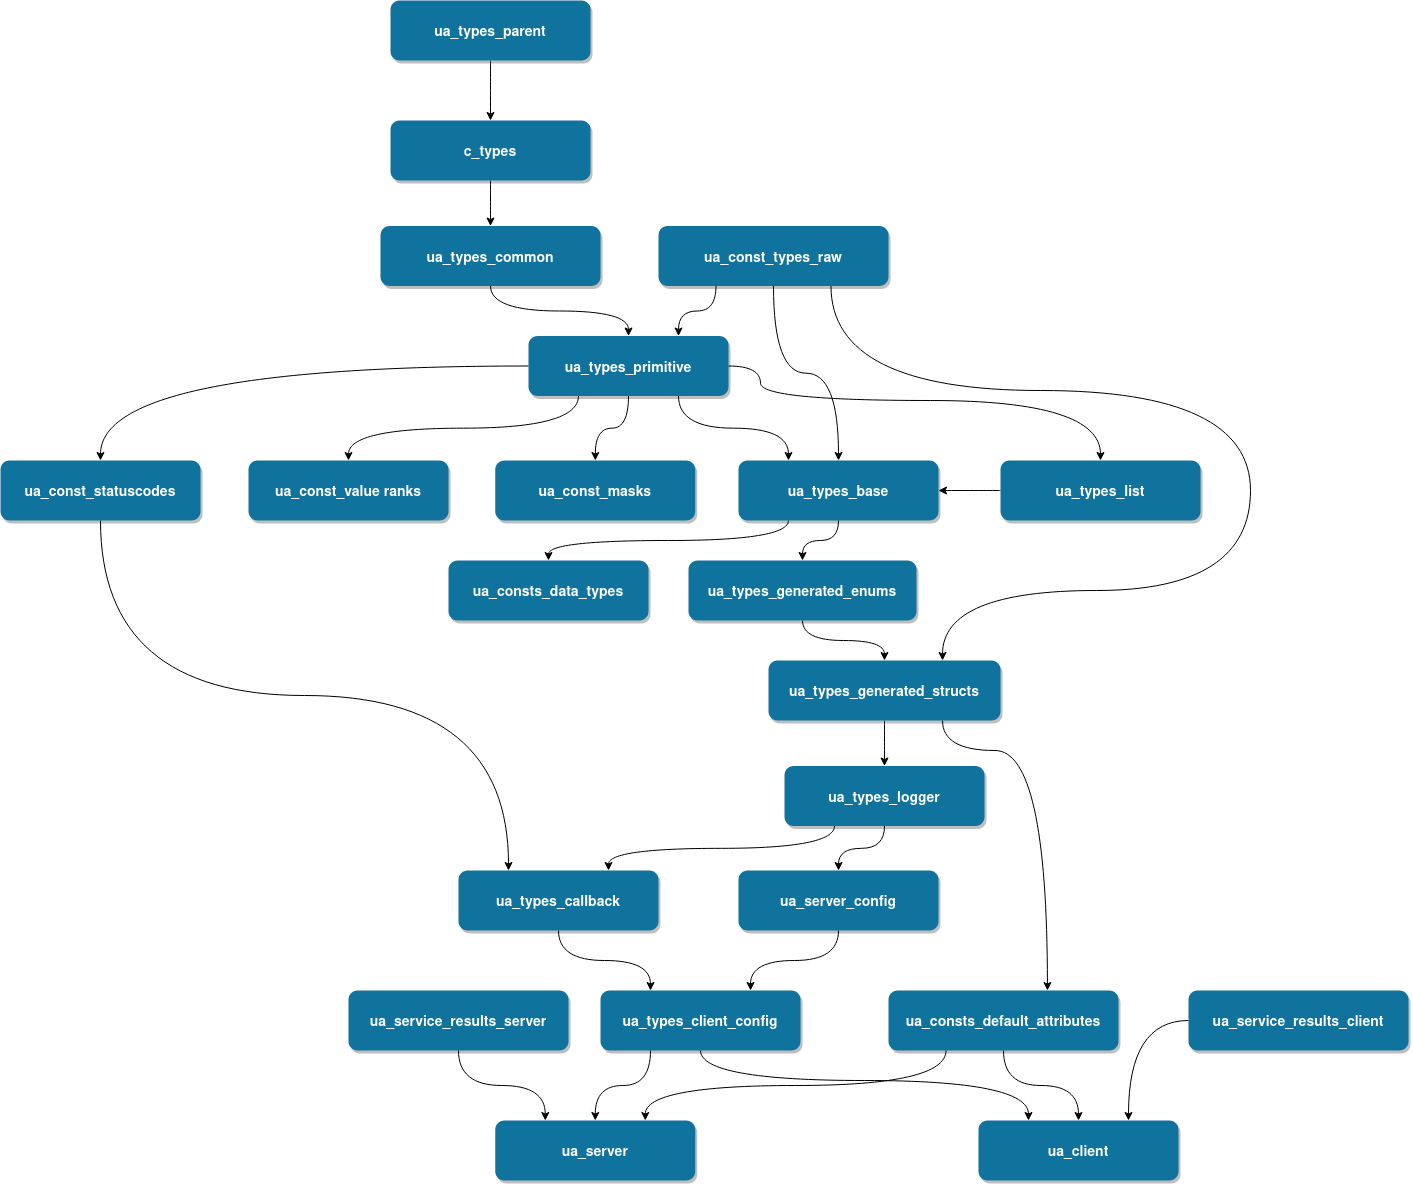 ua_types_parent
c_types
ua_types_common
ua_const_types_raw
ua_types_primitive
ua_const_statuscodes
ua_const_value ranks
ua_const_masks
ua_types_base
ua_types_list
ua_consts_data_types
ua_types_generated_enums
ua_types_generated_structs
ua_types_logger
ua_types_callback
ua_server_config
ua_service_results_server
ua_types_client_config
ua_consts_default_attributes
ua_service_results_client
ua_server
ua_client